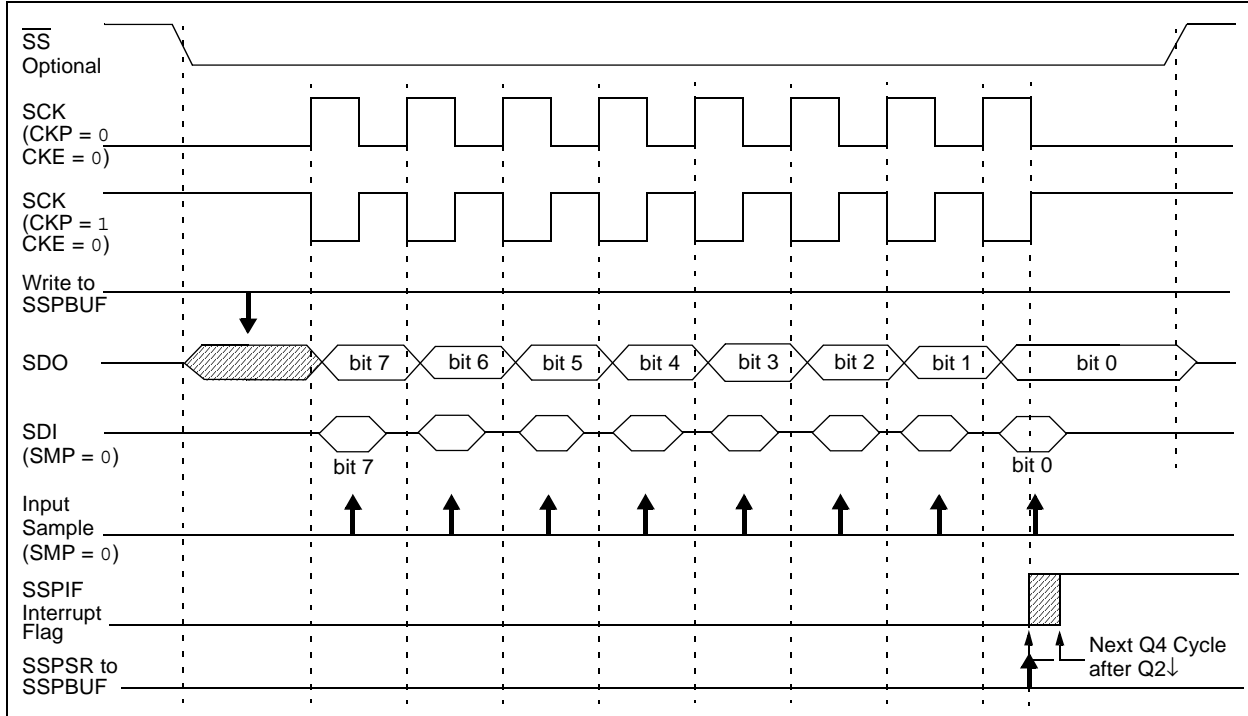 SS
Optional
SCK
(CKP = 0
CKE = 0)
SCK
(CKP = 1
CKE = 0)
Write to
SSPBUF
SDO
bit 7 bit 6 bit 5 bit 4 bit 3 bit 2 bit 1 bit 0
SDI
(SMP = 0)
bit 7 bit 0
Input
Sample
(SMP = 0)
SSPIF
Interrupt
Flag
Next Q4 Cycle
after Q2↓
SSPSR to
SSPBUF